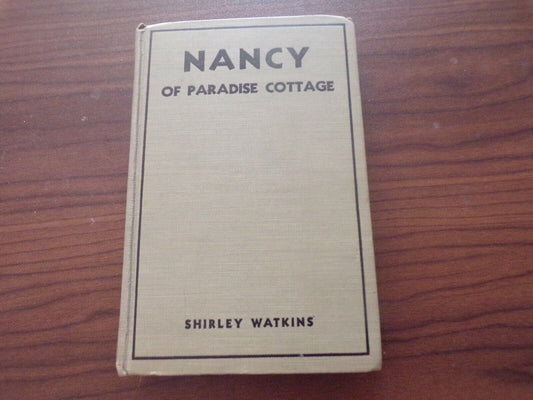 NANCY
OF PARADISE COTTAGE
SHIRLEY WATKINS